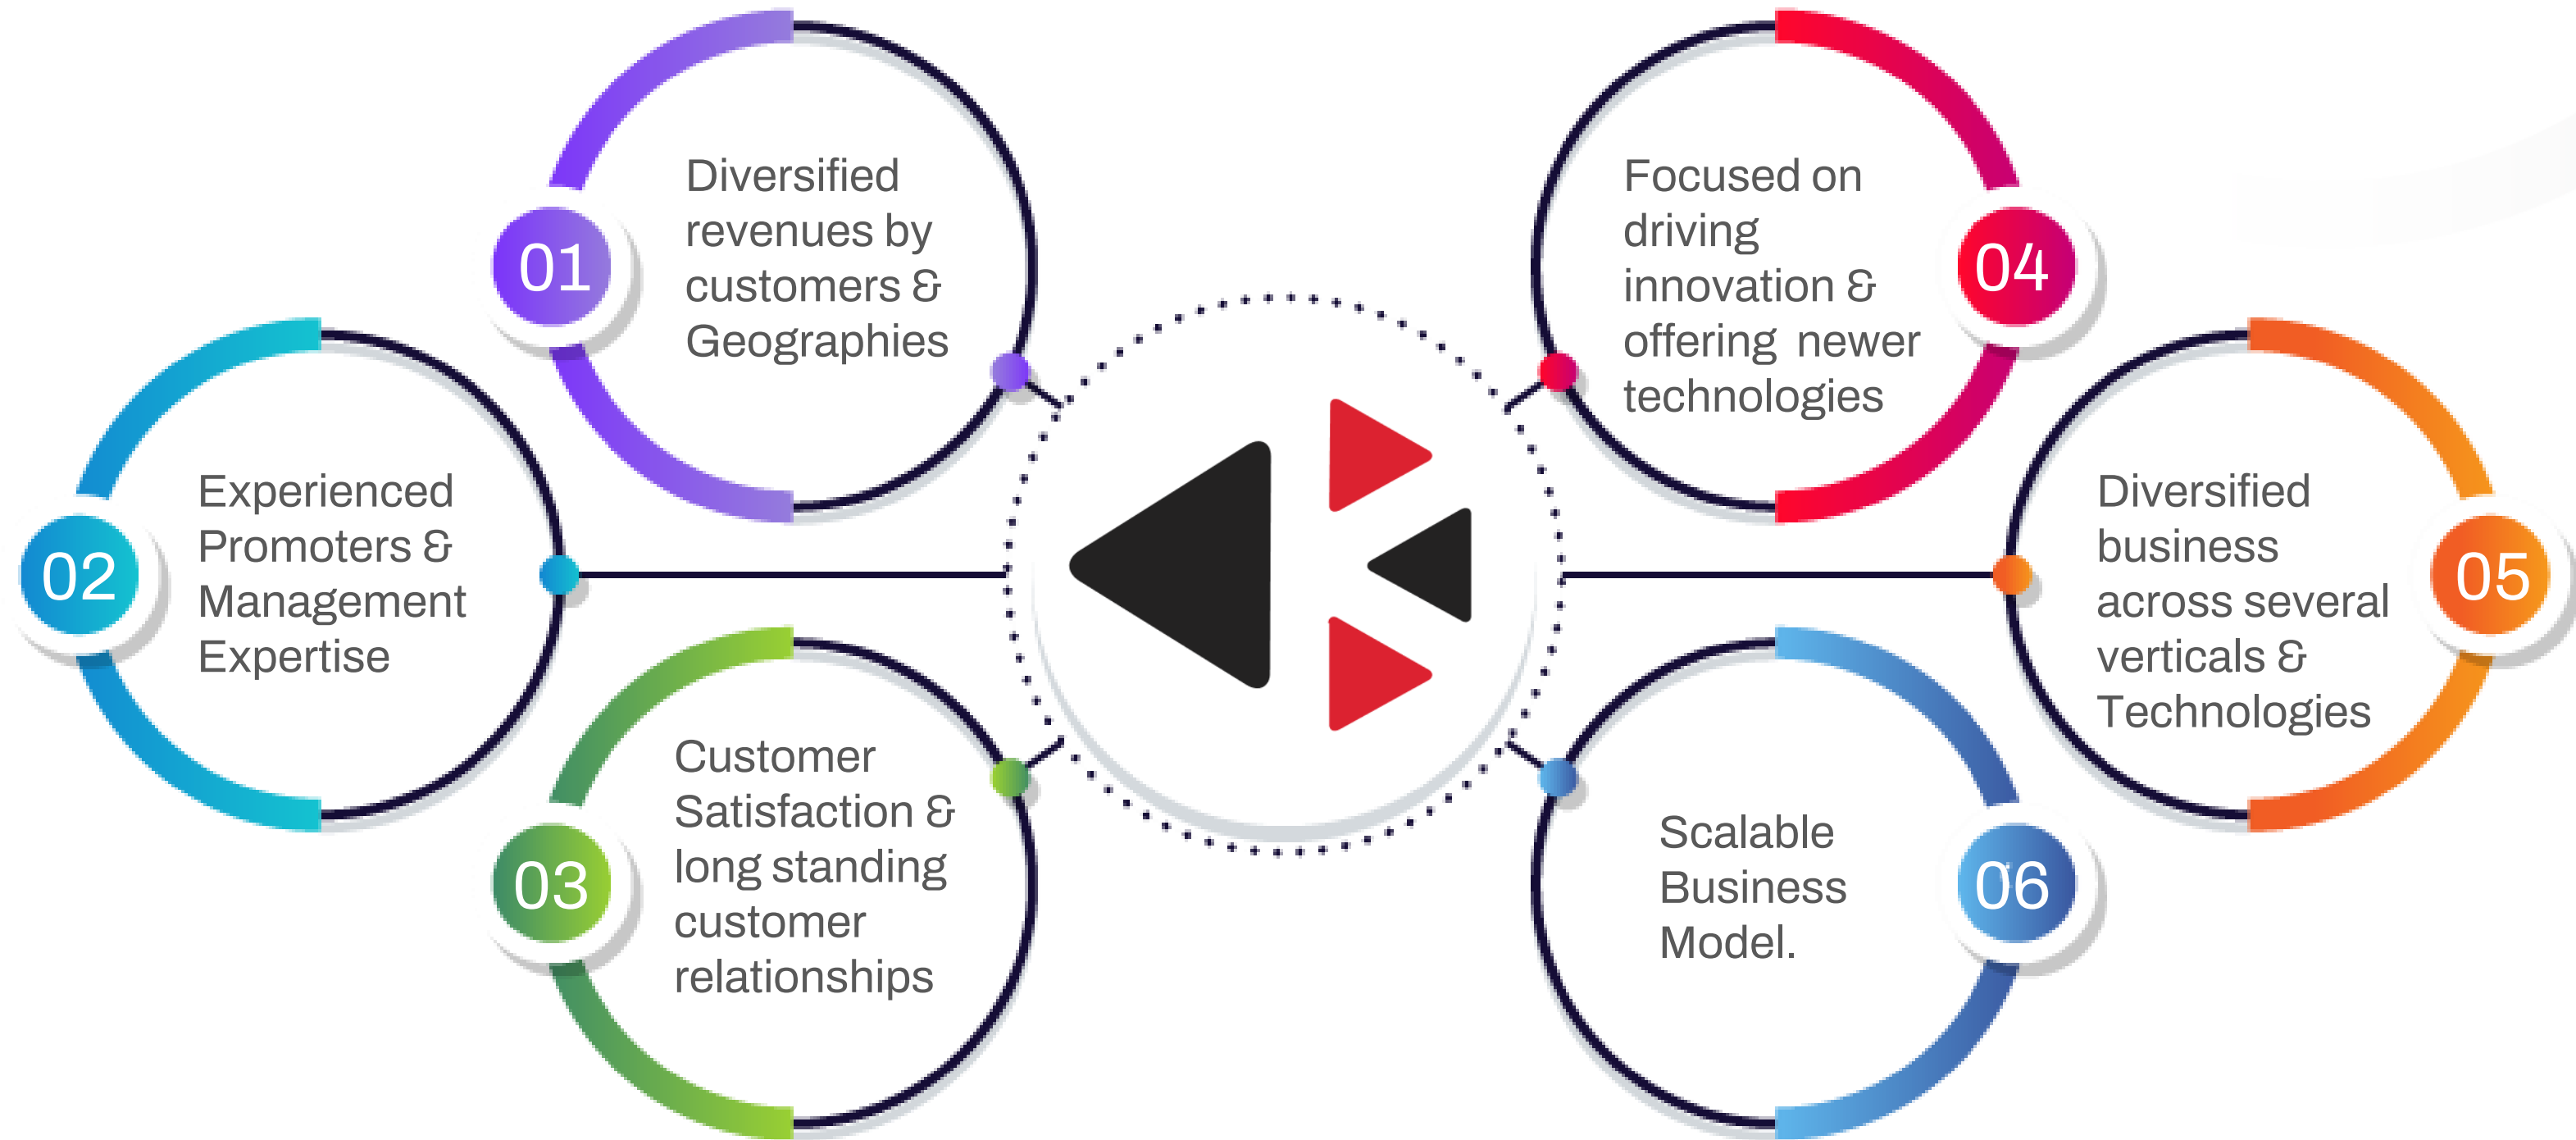 01
Diversified
revenues by
customers &
Geographies
02
Experienced
Promoters &
Management
Expertise
03
Customer
Satisfaction &
long standing
customer
relationships
04
Focused on
driving
innovation &
offering  newer
technologies
05
Diversified
business
across several
verticals &
Technologies
06
Scalable
Business
Model.